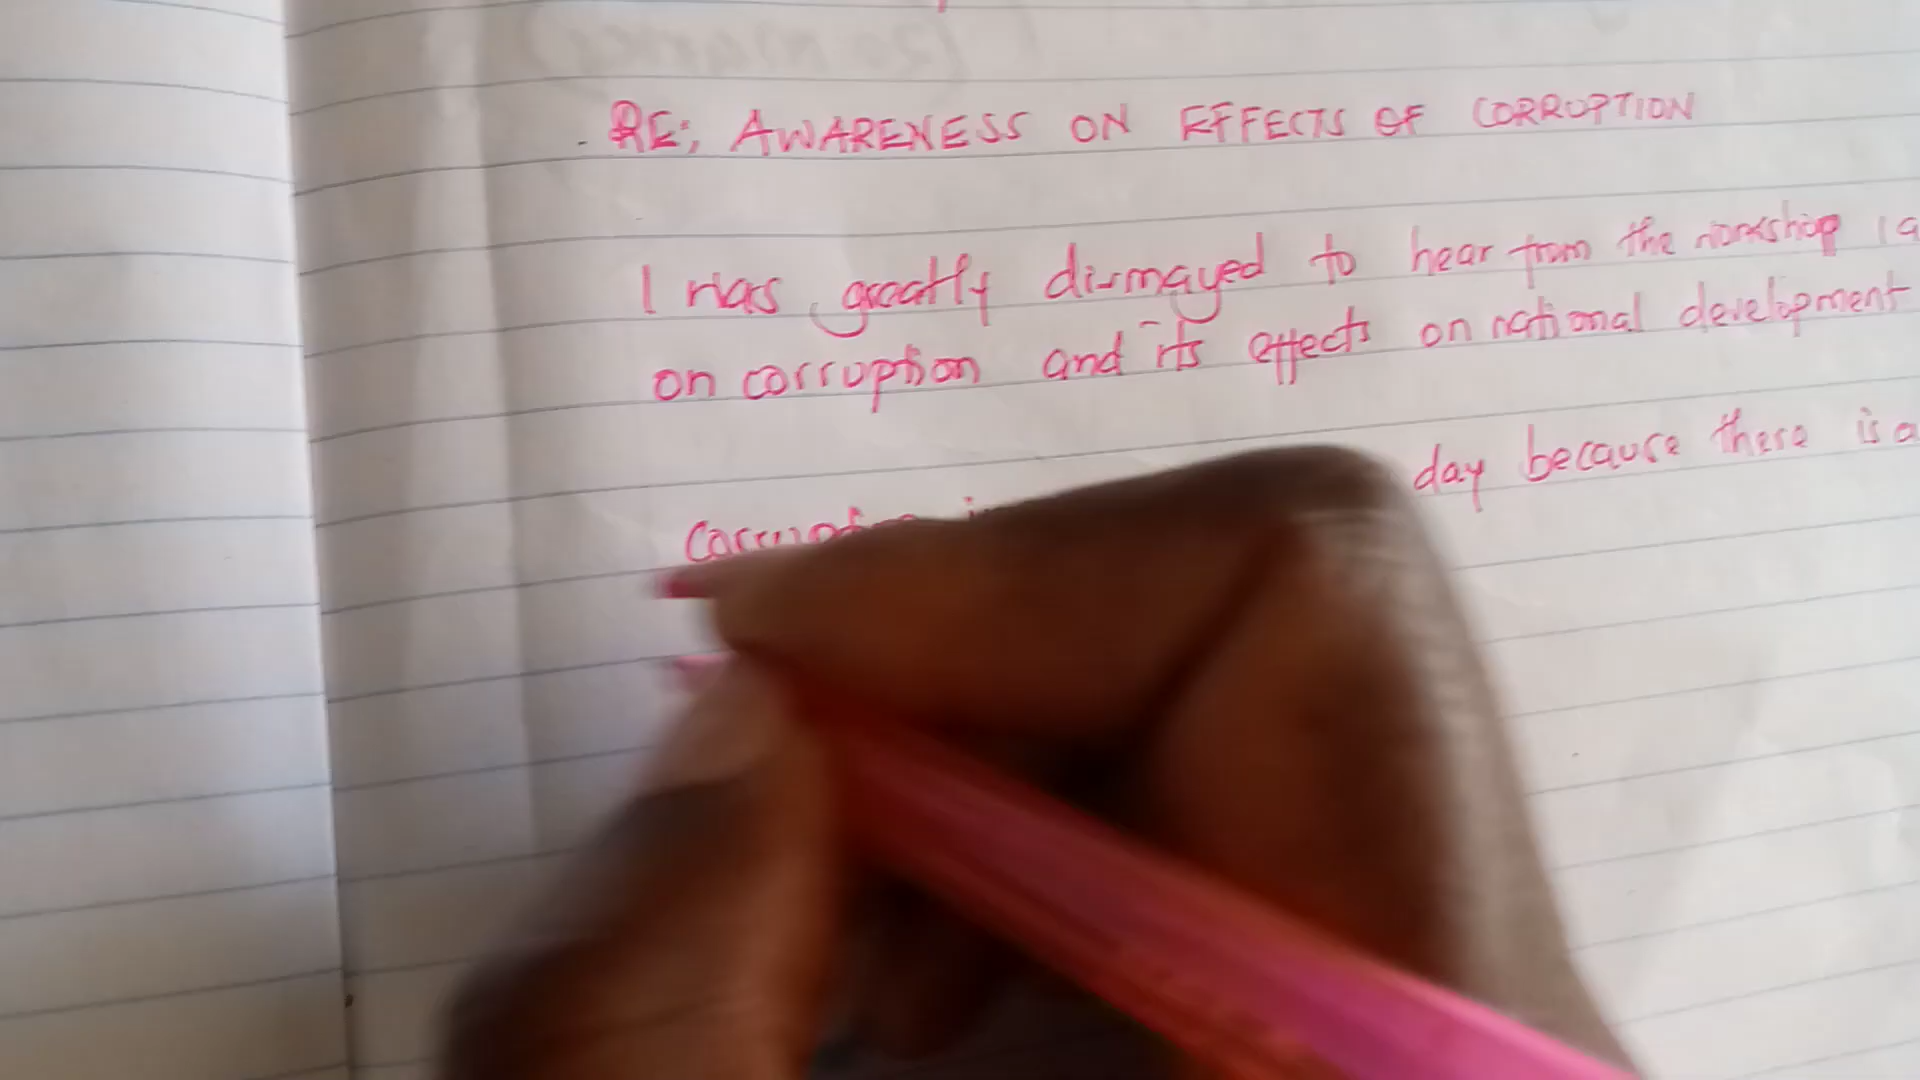 RE; AWARENESS ON EFFECTS OF CORRUPTION
I was greatly dismayed to hear from the workshop I a
on corruption and its effects on national development
Corruption day because there is a